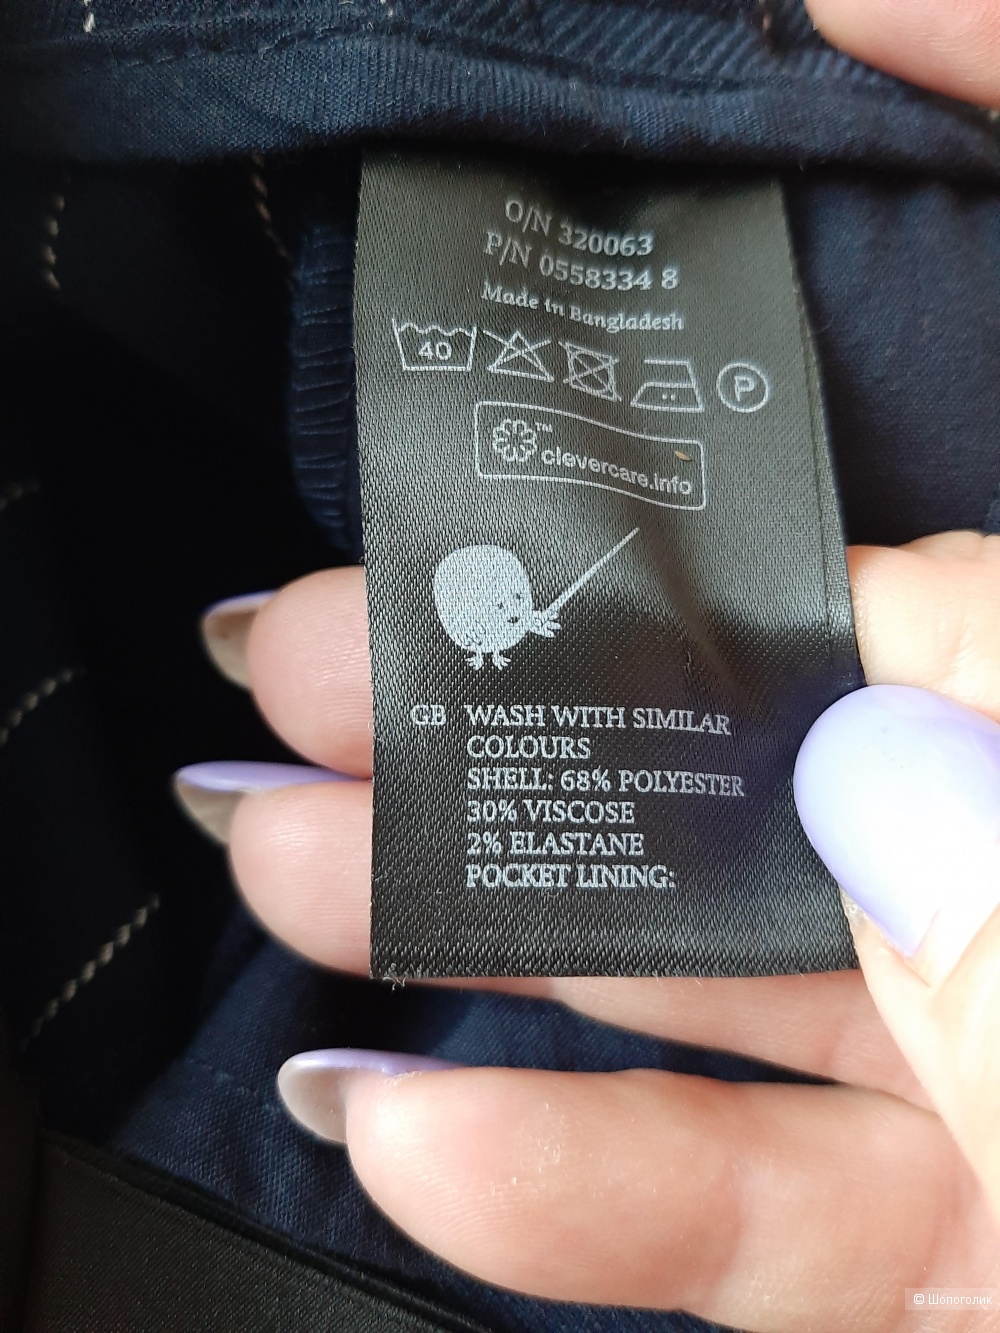 O/N 320063
P/N 0558334 8
Made in Bangladesh
40
P
™
clevercare.info
GB WASH WITH SIMILAR
COLOURS
SHELL: 68% POLYESTER
30% VISCOSE
2% ELASTANE
POCKET LINING:
© Шопоголик